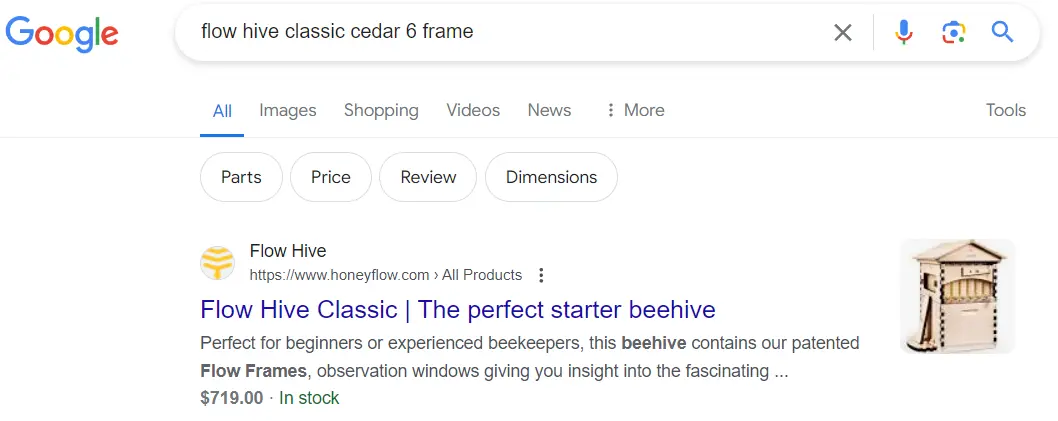 Google
flow hive classic cedar 6 frame
All Images Shopping Videos News More Tools
Parts Price Review Dimensions
Flow Hive
https://www.honeyflow.com › All Products
Flow Hive Classic | The perfect starter beehive
Perfect for beginners or experienced beekeepers, this beehive contains our patented
Flow Frames, observation windows giving you insight into the fascinating ...
$719.00 · In stock